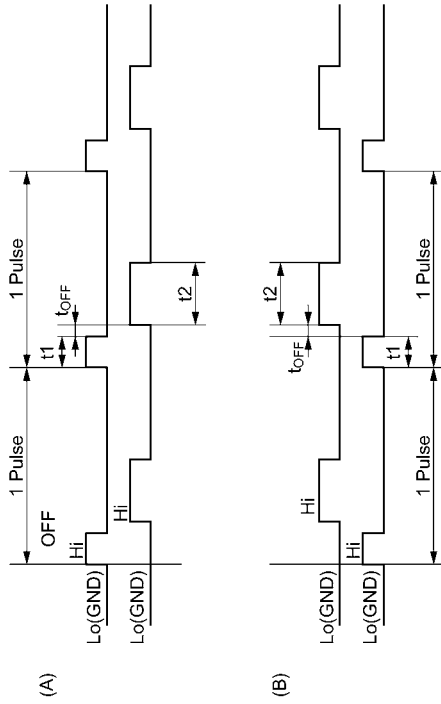 (A)
1 Pulse
1 Pulse
OFF
t1
tOFF
Hi
Lo(GND)
Hi
Lo(GND)
t2
(B)
t2
tOFF
Hi
Lo(GND)
Hi
Lo(GND)
t1
1 Pulse
1 Pulse